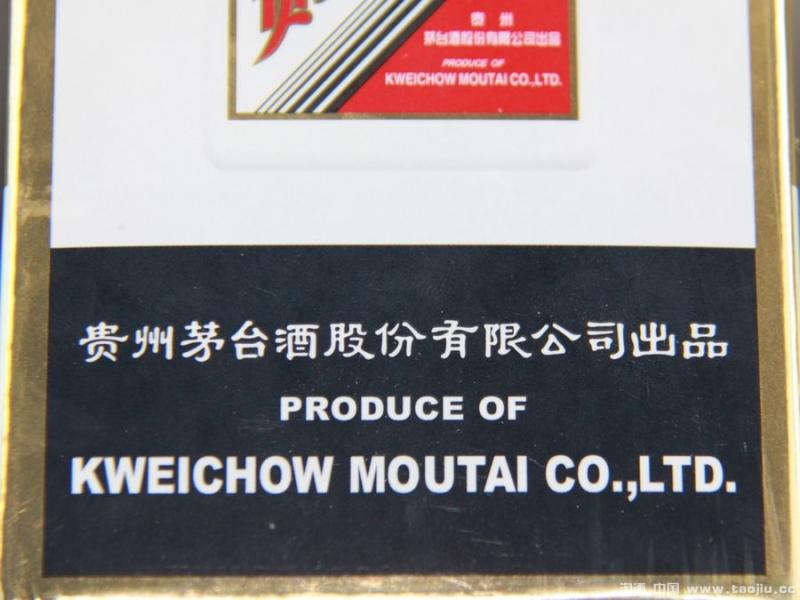 贵 州
茅台酒股份有限公司出品
PRODUCE OF
KWEICHOW MOUTAI CO.,LTD.
贵州茅台酒股份有限公司出品
PRODUCE OF
KWEICHOW MOUTAI CO.,LTD.
淘酒 中国 www.taojiu.cc